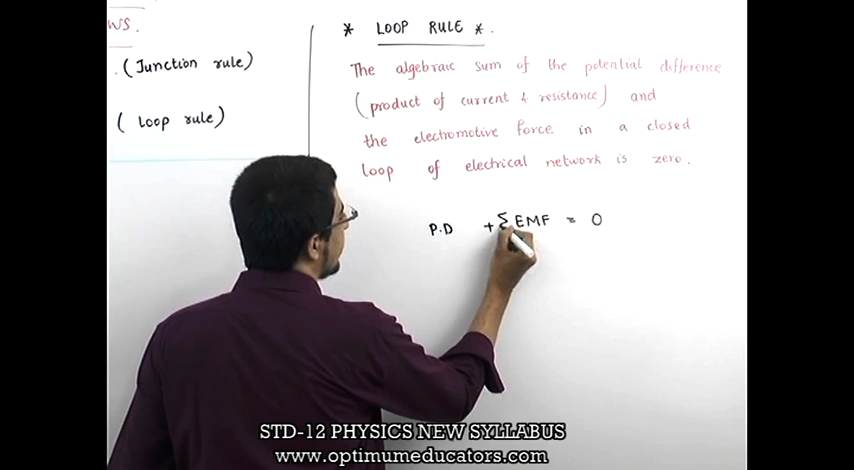 WS.
. (Junction rule)
( Loop rule)
* LOOP RULE *.
The algebraic sum of the potential difference
(product of current & resistance) and
the electromotive force in a closed
loop of electrical network is zero.
P.D + Σ EMF = 0
STD-12 PHYSICS NEW SYLLABUS
www.optimumeducators.com